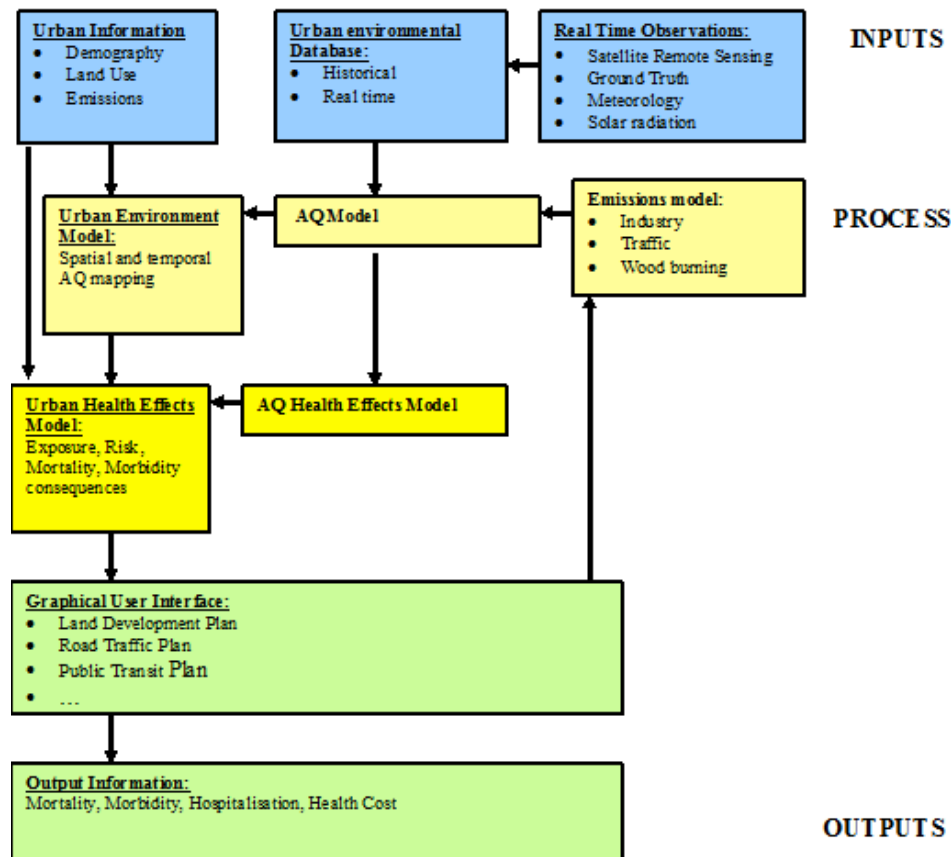 Urban Information
• Demography
• Land Use
• Emissions
Urban environmental
Database:
• Historical
• Real time
Real Time Observations:
• Satellite Remote Sensing
• Ground Truth
• Meteorology
• Solar radiation
INPUTS
Urban Environment
Model:
Spatial and temporal
AQ mapping
AQ Model
Emissions model:
• Industry
• Traffic
• Wood burning
PROCESS
Urban Health Effects
Model:
Exposure, Risk,
Mortality, Morbidity
consequences
AQ Health Effects Model
Graphical User Interface:
• Land Development Plan
• Road Traffic Plan
• Public Transit Plan
• …
Output Information:
Mortality, Morbidity, Hospitalisation, Health Cost
OUTPUTS